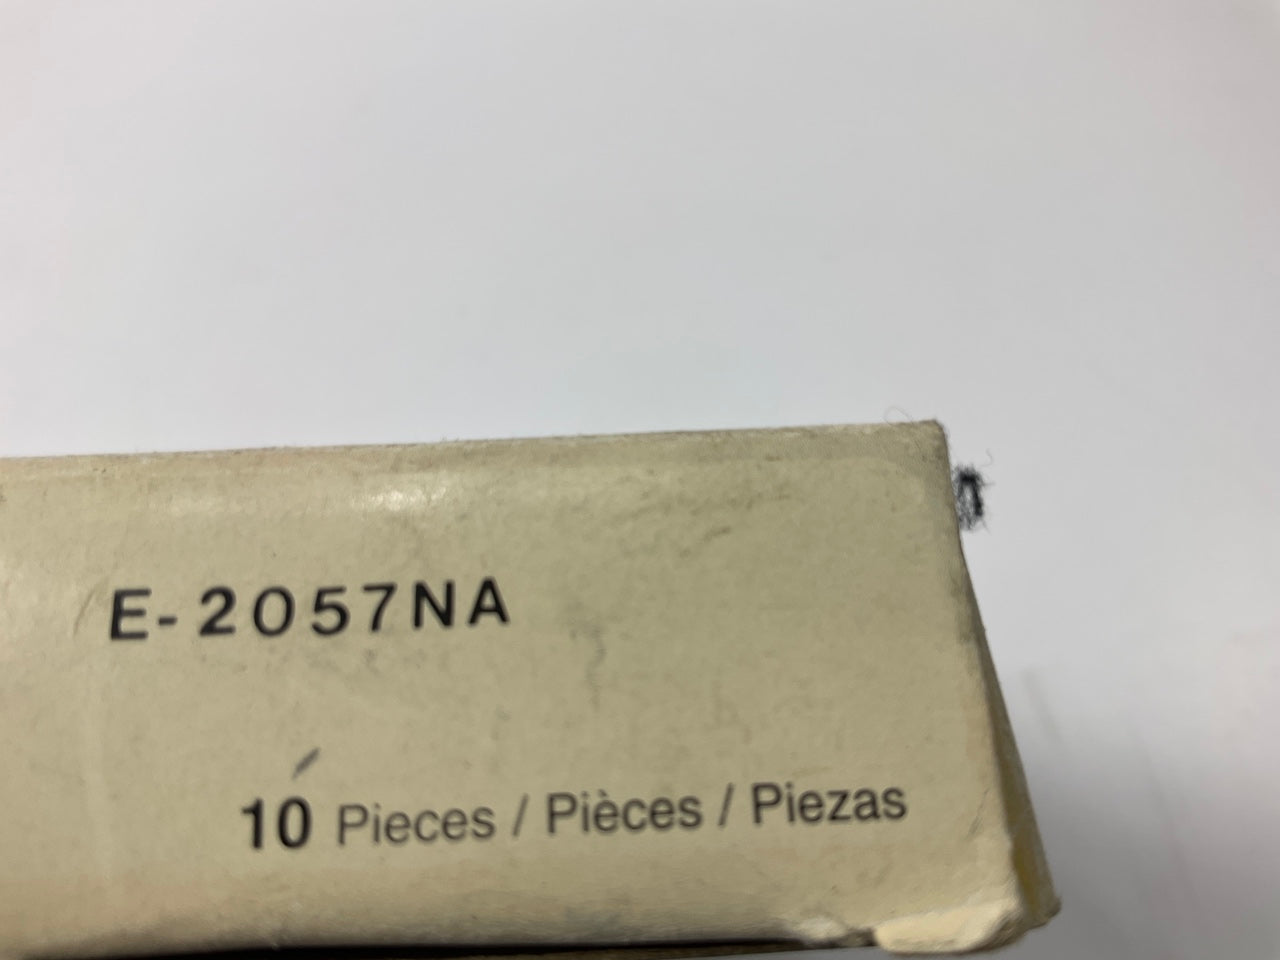 E-2057NA
10 Pieces / Pièces / Piezas